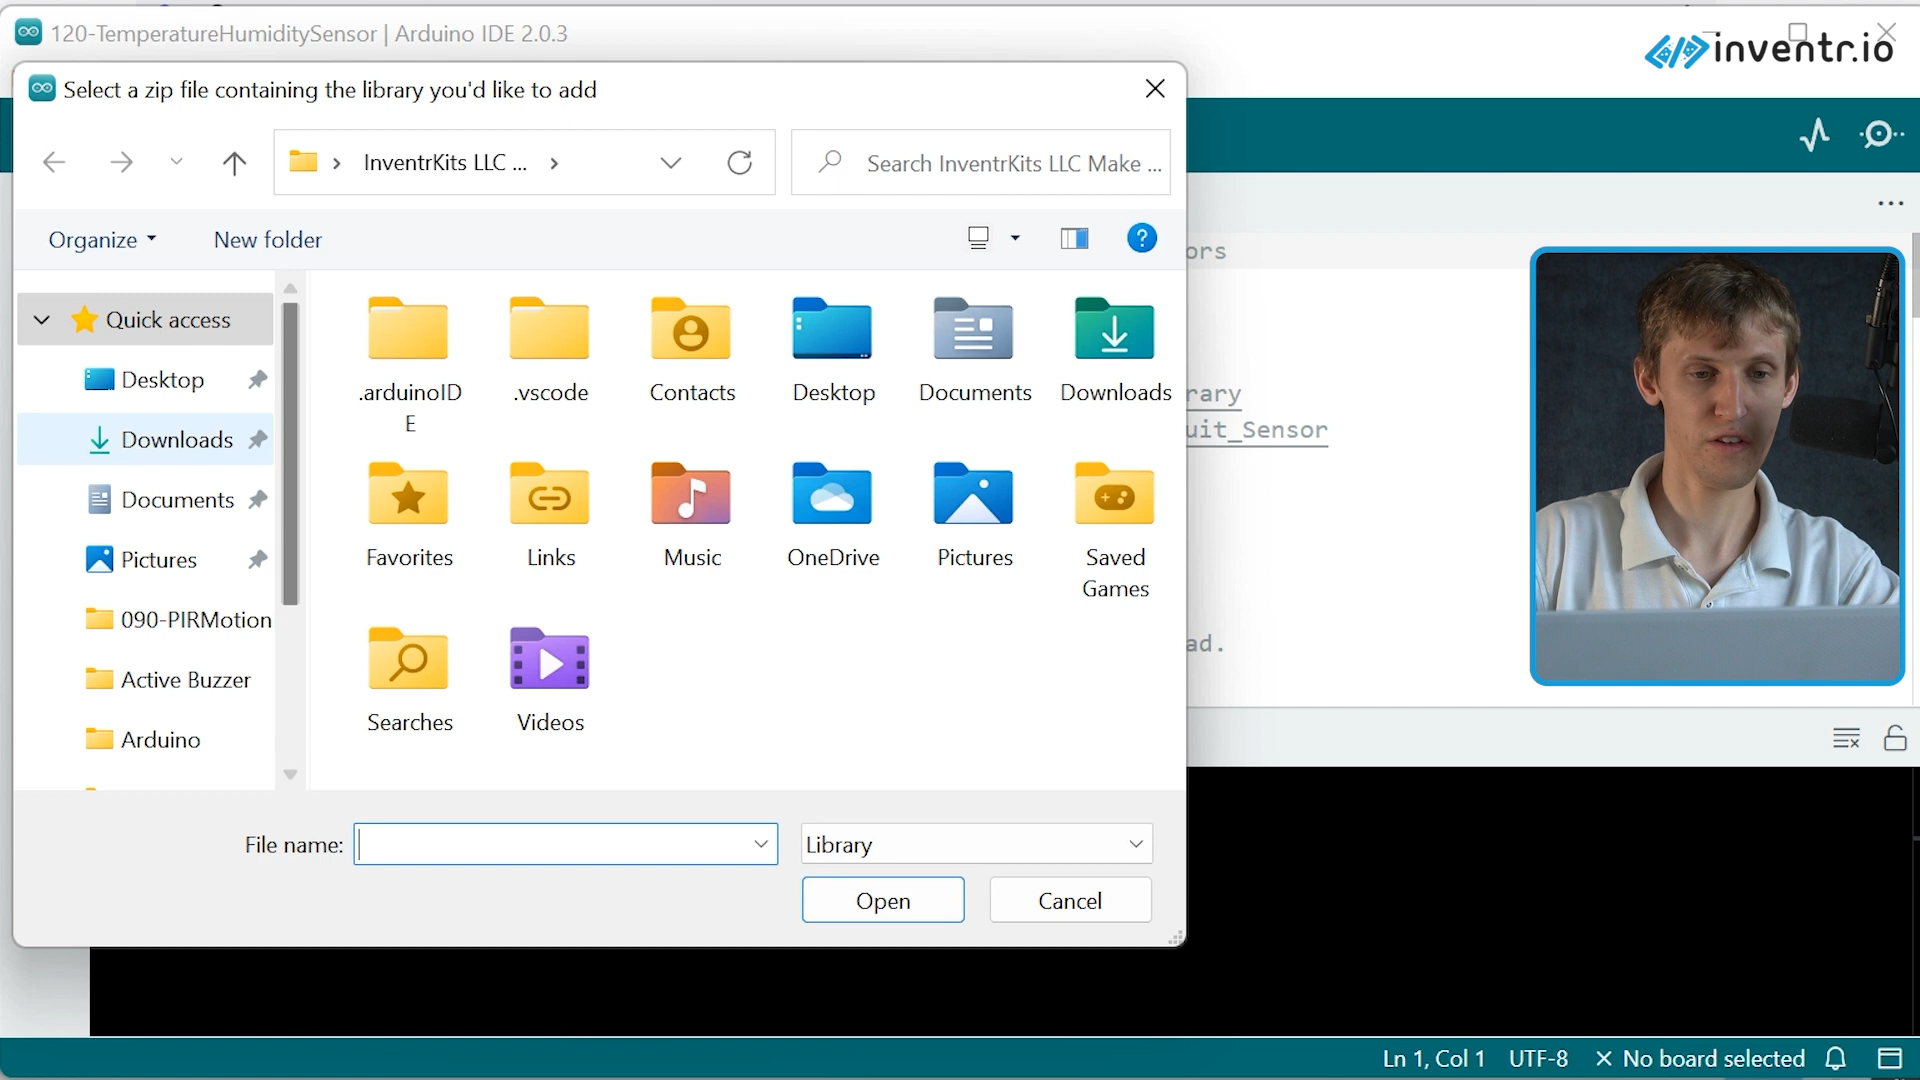 120-TemperatureHumiditySensor | Arduino IDE 2.0.3
inventr.io
Select a zip file containing the library you'd like to add
InventrKits LLC ...
Search InventrKits LLC Make ...
Organize
New folder
ors
Quick access
Desktop
Downloads
Documents
Pictures
090-PIRMotion
Active Buzzer
Arduino
.arduinoID
E
.vscode
Contacts
Desktop
Documents
Downloads
Favorites
Links
Music
OneDrive
Pictures
Saved
Games
Searches
Videos
rary
uit_Sensor
ad.
File name:
Library
Open
Cancel
Ln 1, Col 1
UTF-8
No board selected